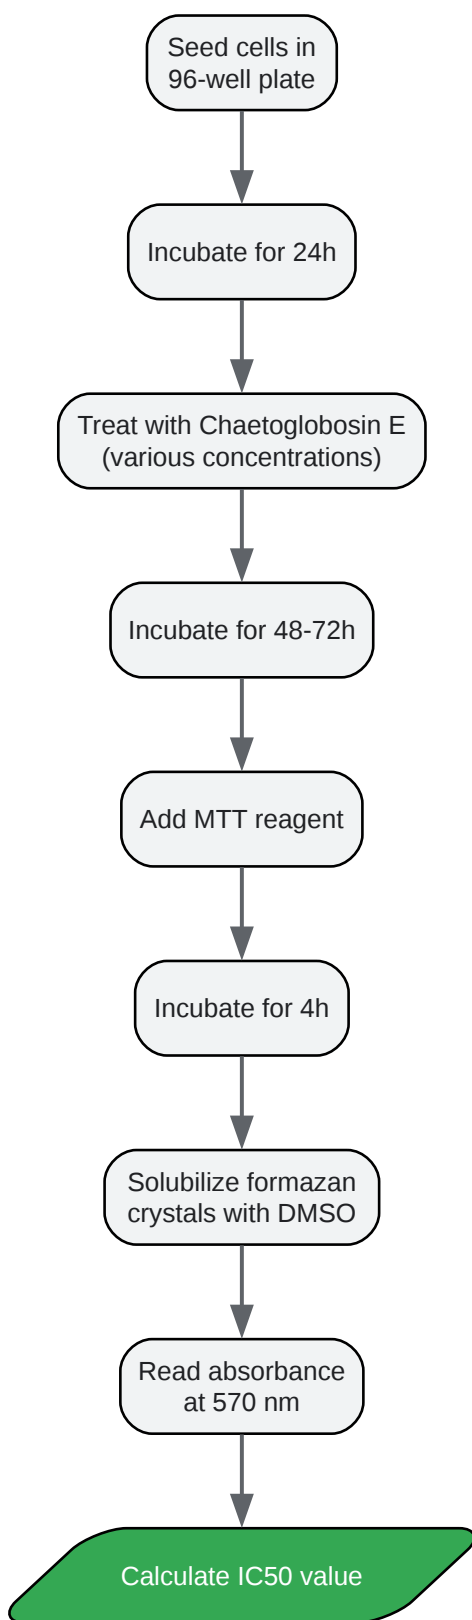 Seed cells in
96-well plate
Incubate for 24h
Treat with Chaetoglobosin E
(various concentrations)
Incubate for 48-72h
Add MTT reagent
Incubate for 4h
Solubilize formazan
crystals with DMSO
Read absorbance
at 570 nm
Calculate IC50 value